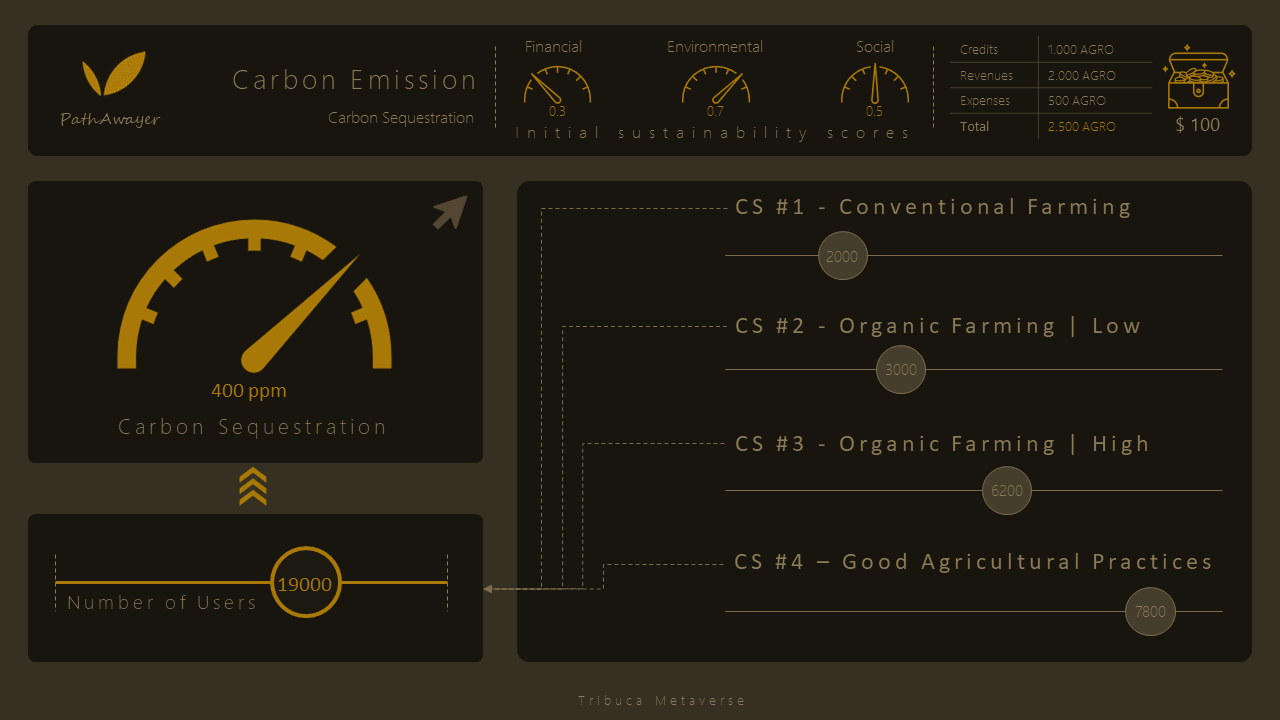 PathAwayer
Carbon Emission
Carbon Sequestration
Financial
Environmental
Social
0.3
0.7
0.5
Initial sustainability scores
Credits 1.000 AGRO
Revenues 2.000 AGRO
Expenses 500 AGRO
Total 2.500 AGRO
$ 100
400 ppm
Carbon Sequestration
19000
Number of Users
CS #1 - Conventional Farming
2000
CS #2 - Organic Farming | Low
3000
CS #3 - Organic Farming | High
6200
CS #4 – Good Agricultural Practices
7800
Tribuca Metaverse